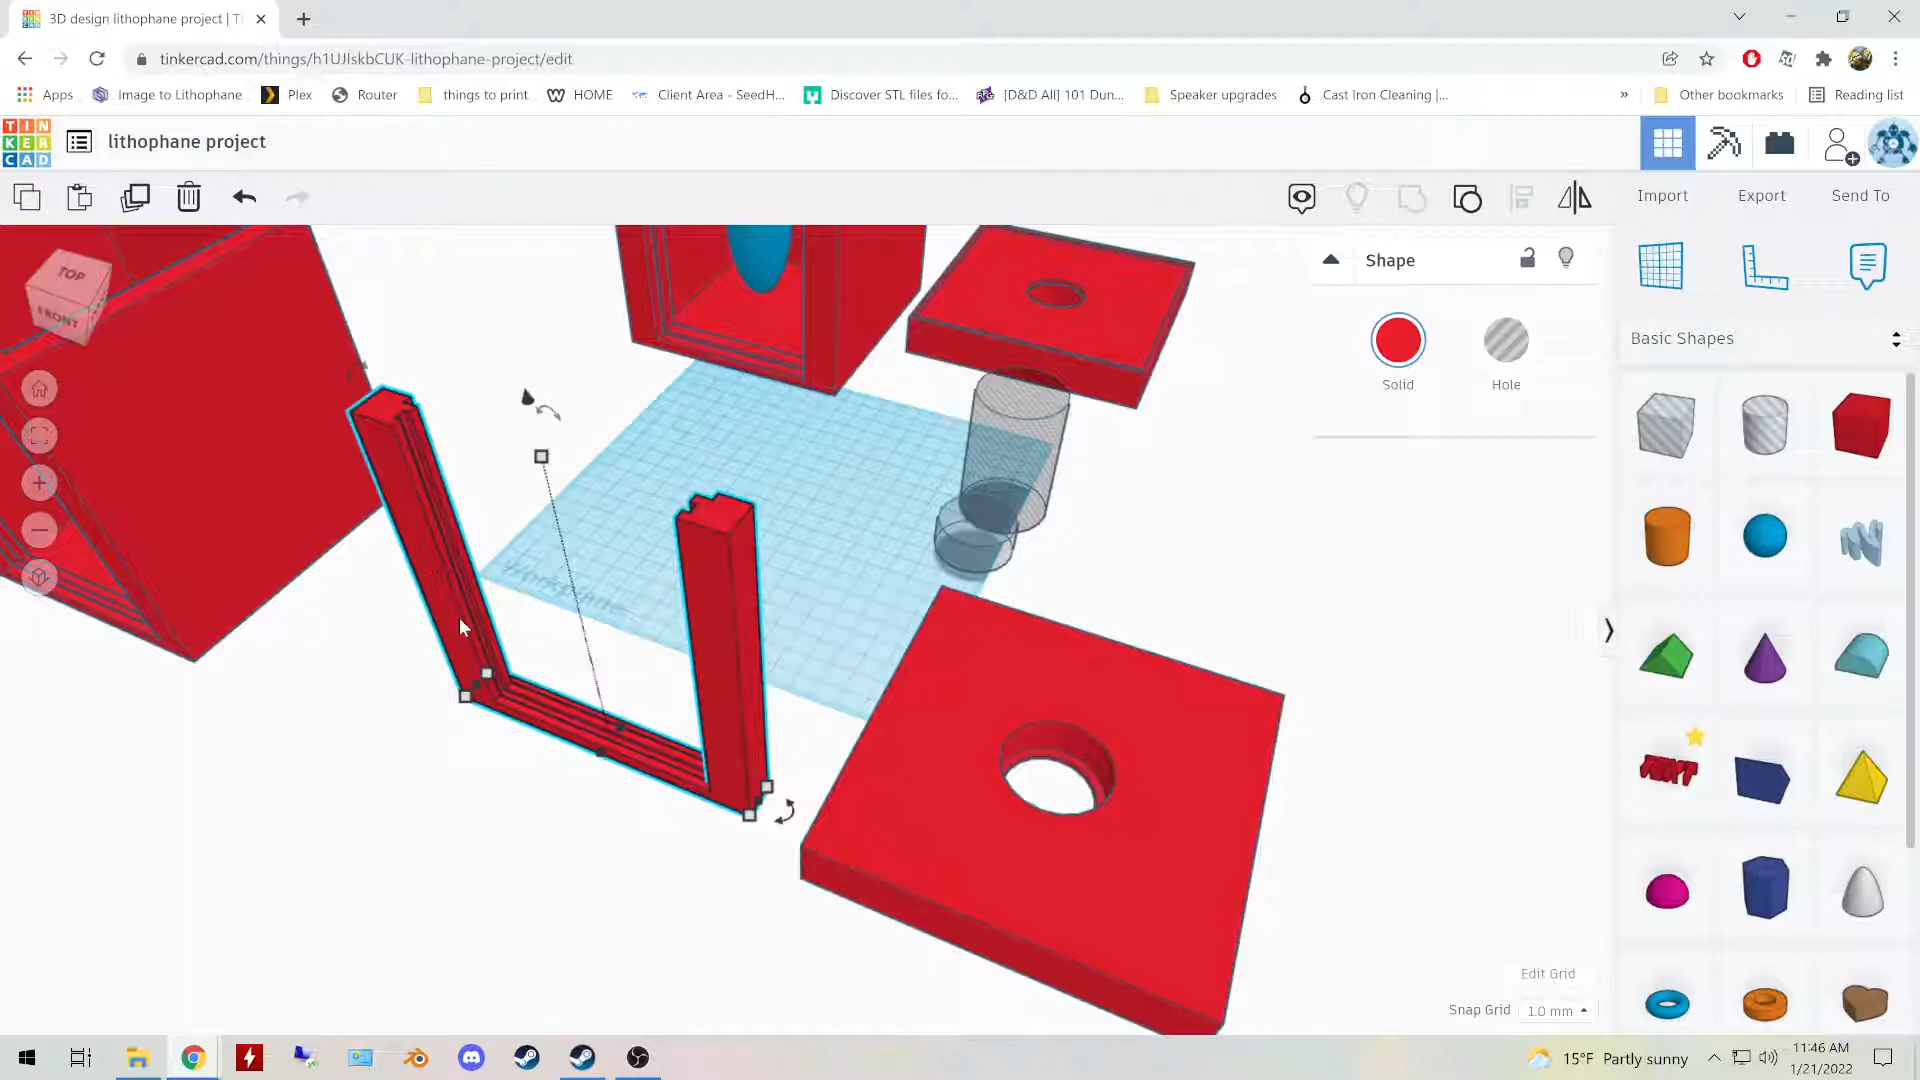 3D design lithophane project | Ti
tinkercad.com/things/h1UJlskbCUK-lithophane-project/edit
Apps
Image to Lithophane
Plex
Router
things to print
HOME
Client Area - SeedH...
Discover STL files fo...
[D&D All] 101 Dun...
Speaker upgrades
Cast Iron Cleaning |...
»
Other bookmarks
Reading list
TIN
KER
CAD
lithophane project
Import
Export
Send To
TOP
FRONT
Shape
Solid
Hole
Basic Shapes
Workplane
TEXT
Edit Grid
Snap Grid
1.0 mm
15°F Partly sunny
11:46 AM
1/21/2022